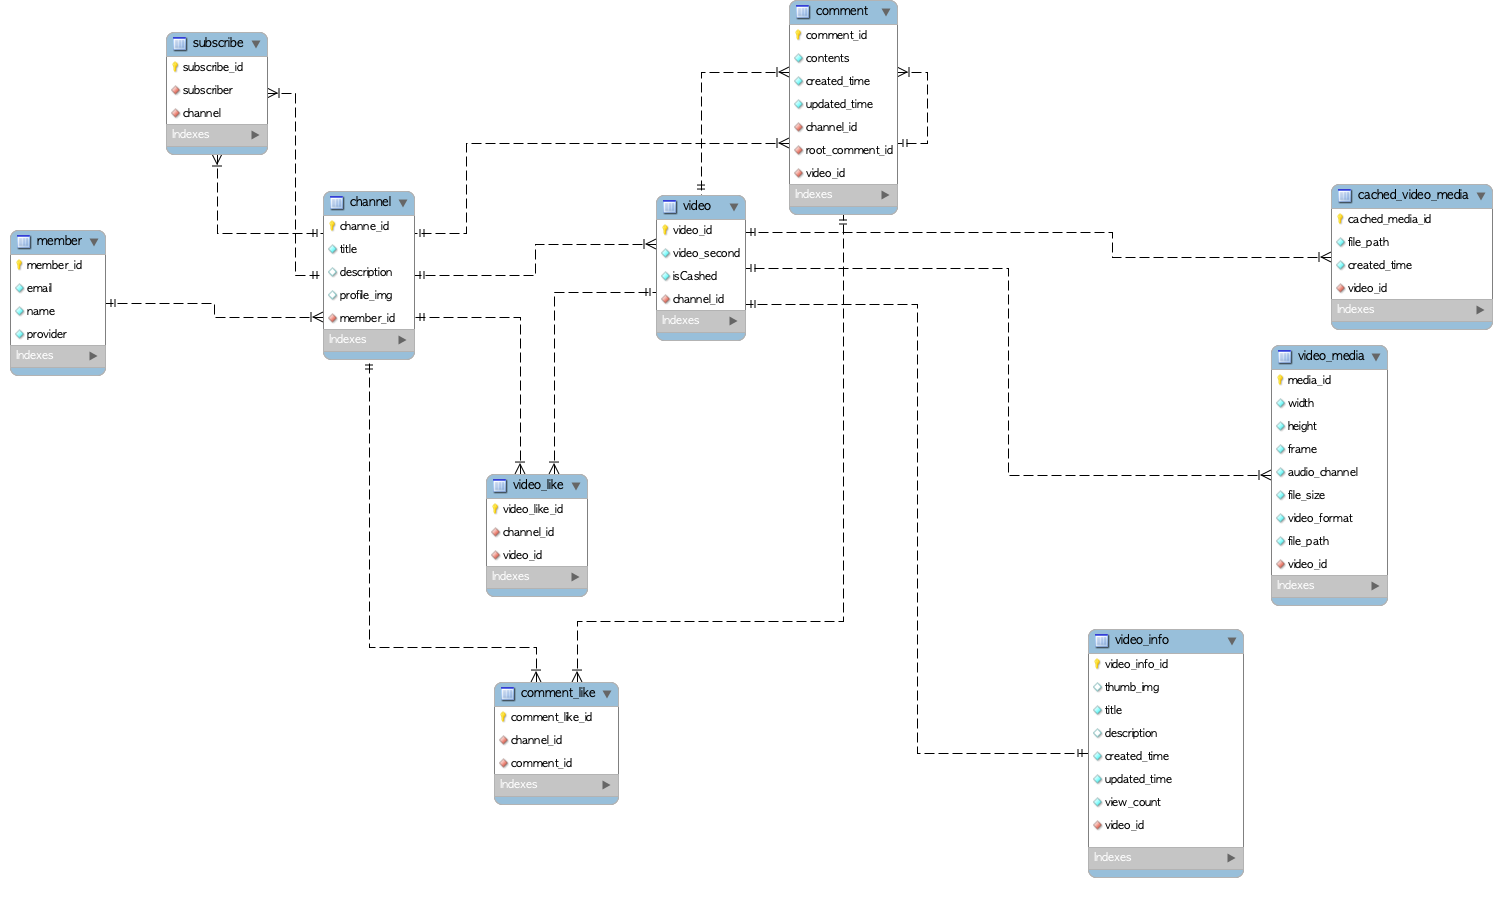 subscribe
subscribe_id
subscriber
channel
Indexes
member
member_id
email
name
provider
Indexes
channel
channe_id
title
description
profile_img
member_id
Indexes
comment
comment_id
contents
created_time
updated_time
channel_id
root_comment_id
video_id
Indexes
video
video_id
video_second
isCashed
channel_id
Indexes
cached_video_media
cached_media_id
file_path
created_time
video_id
Indexes
video_media
media_id
width
height
frame
audio_channel
file_size
video_format
file_path
video_id
Indexes
video_like
video_like_id
channel_id
video_id
Indexes
comment_like
comment_like_id
channel_id
comment_id
Indexes
video_info
video_info_id
thumb_img
title
description
created_time
updated_time
view_count
video_id
Indexes